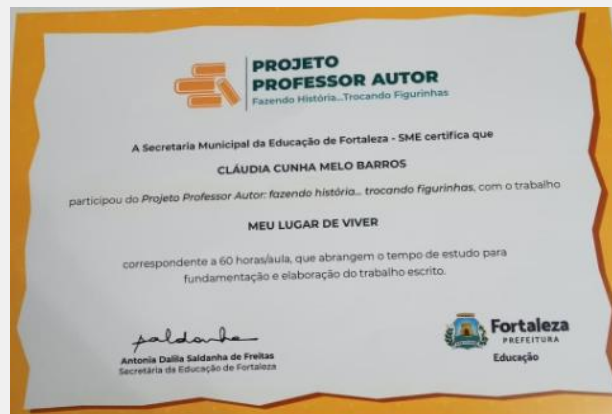 PROJETO
PROFESSOR AUTOR
Fazendo História...Trocando Figurinhas
A Secretaria Municipal da Educação de Fortaleza - SME certifica que
CLÁUDIA CUNHA MELO BARROS
participou do Projeto Professor Autor: fazendo história... trocando figurinhas, com o trabalho
MEU LUGAR DE VIVER
correspondente a 60 horas/aula, que abrangem o tempo de estudo para
fundamentação e elaboração do trabalho escrito.
Saldanha
Antonia Dalila Saldanha de Freitas
Secretária da Educação de Fortaleza
Fortaleza
PREFEITURA
Educação